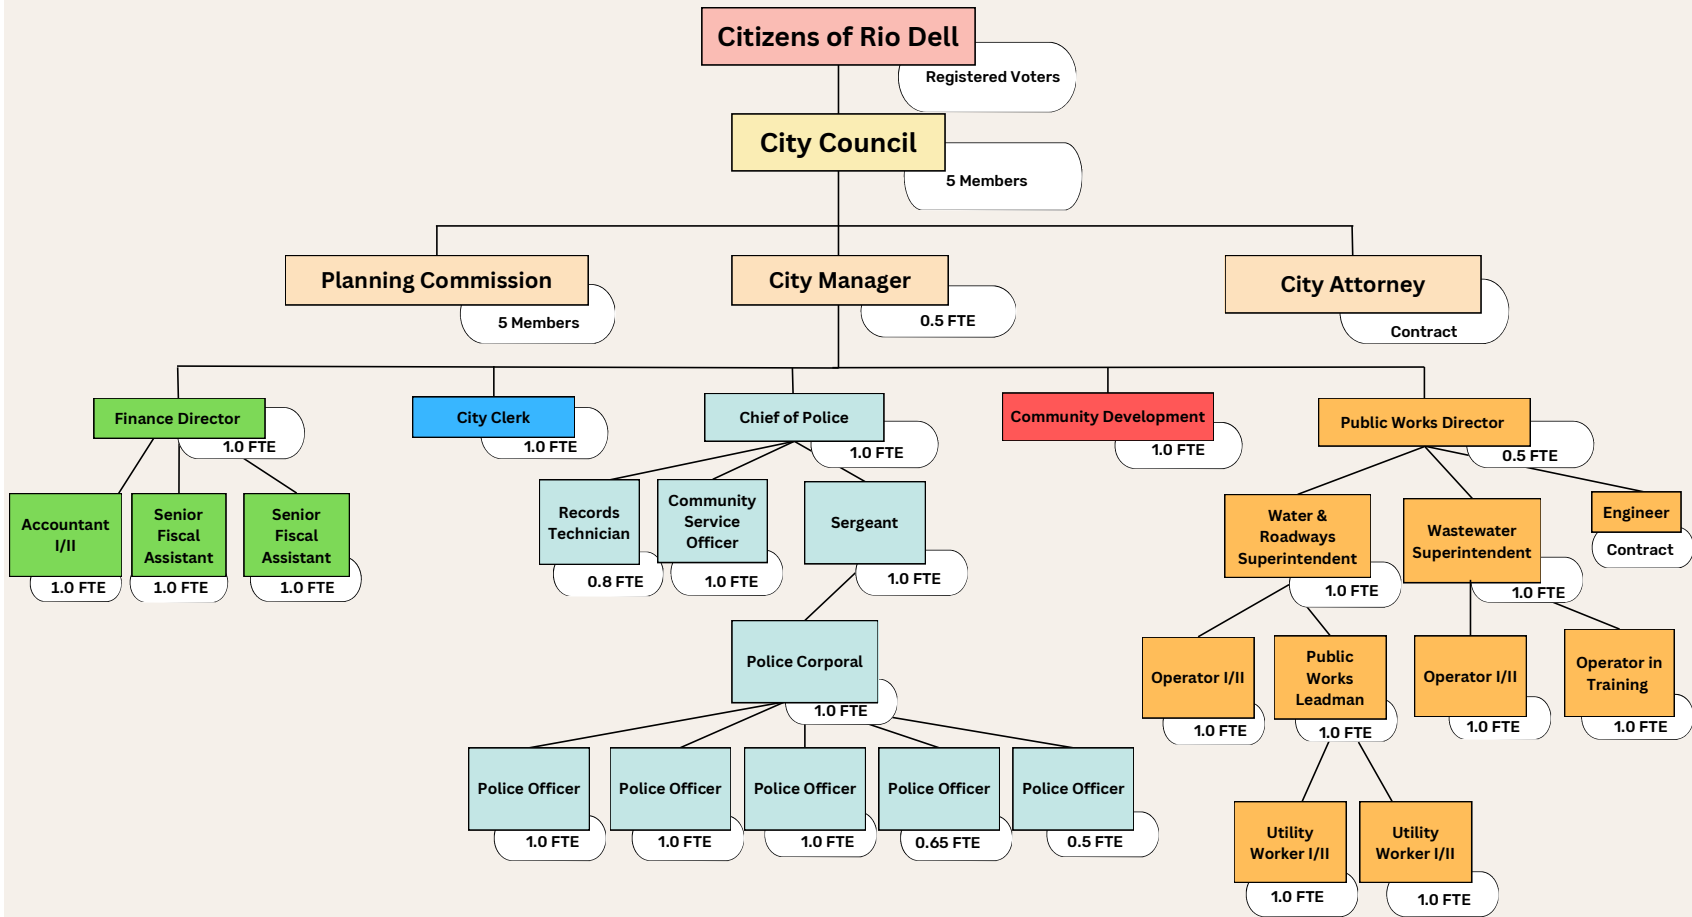 Citizens of Rio Dell
Registered Voters
City Council
5 Members
Planning Commission
5 Members
City Manager
0.5 FTE
City Attorney
Contract
Finance Director
1.0 FTE
City Clerk
1.0 FTE
Chief of Police
1.0 FTE
Community Development
1.0 FTE
Public Works Director
0.5 FTE
Accountant
I/II
1.0 FTE
Senior
Fiscal
Assistant
1.0 FTE
Senior
Fiscal
Assistant
1.0 FTE
Records
Technician
0.8 FTE
Community
Service
Officer
1.0 FTE
Sergeant
1.0 FTE
Water &
Roadways
Superintendent
1.0 FTE
Wastewater
Superintendent
1.0 FTE
Engineer
Contract
Police Corporal
1.0 FTE
Operator I/II
1.0 FTE
Public
Works
Leadman
1.0 FTE
Operator I/II
1.0 FTE
Operator in
Training
1.0 FTE
Police Officer
1.0 FTE
Police Officer
1.0 FTE
Police Officer
1.0 FTE
Police Officer
0.65 FTE
Police Officer
0.5 FTE
Utility
Worker I/II
1.0 FTE
Utility
Worker I/II
1.0 FTE